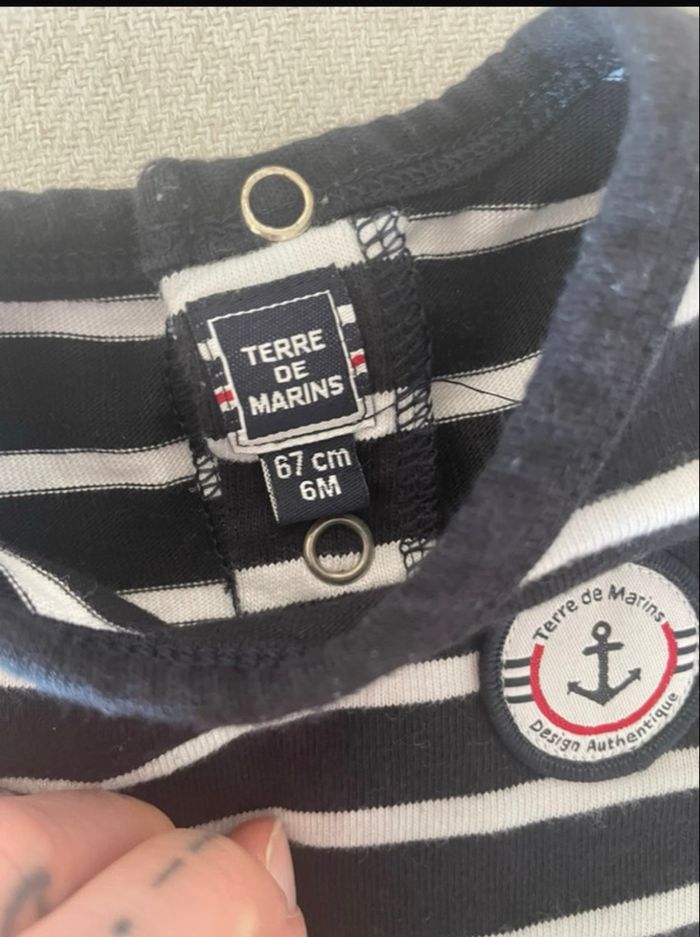 TERRE
DE
MARINS
67 cm
6M
Terre de Marins
Design Authentique